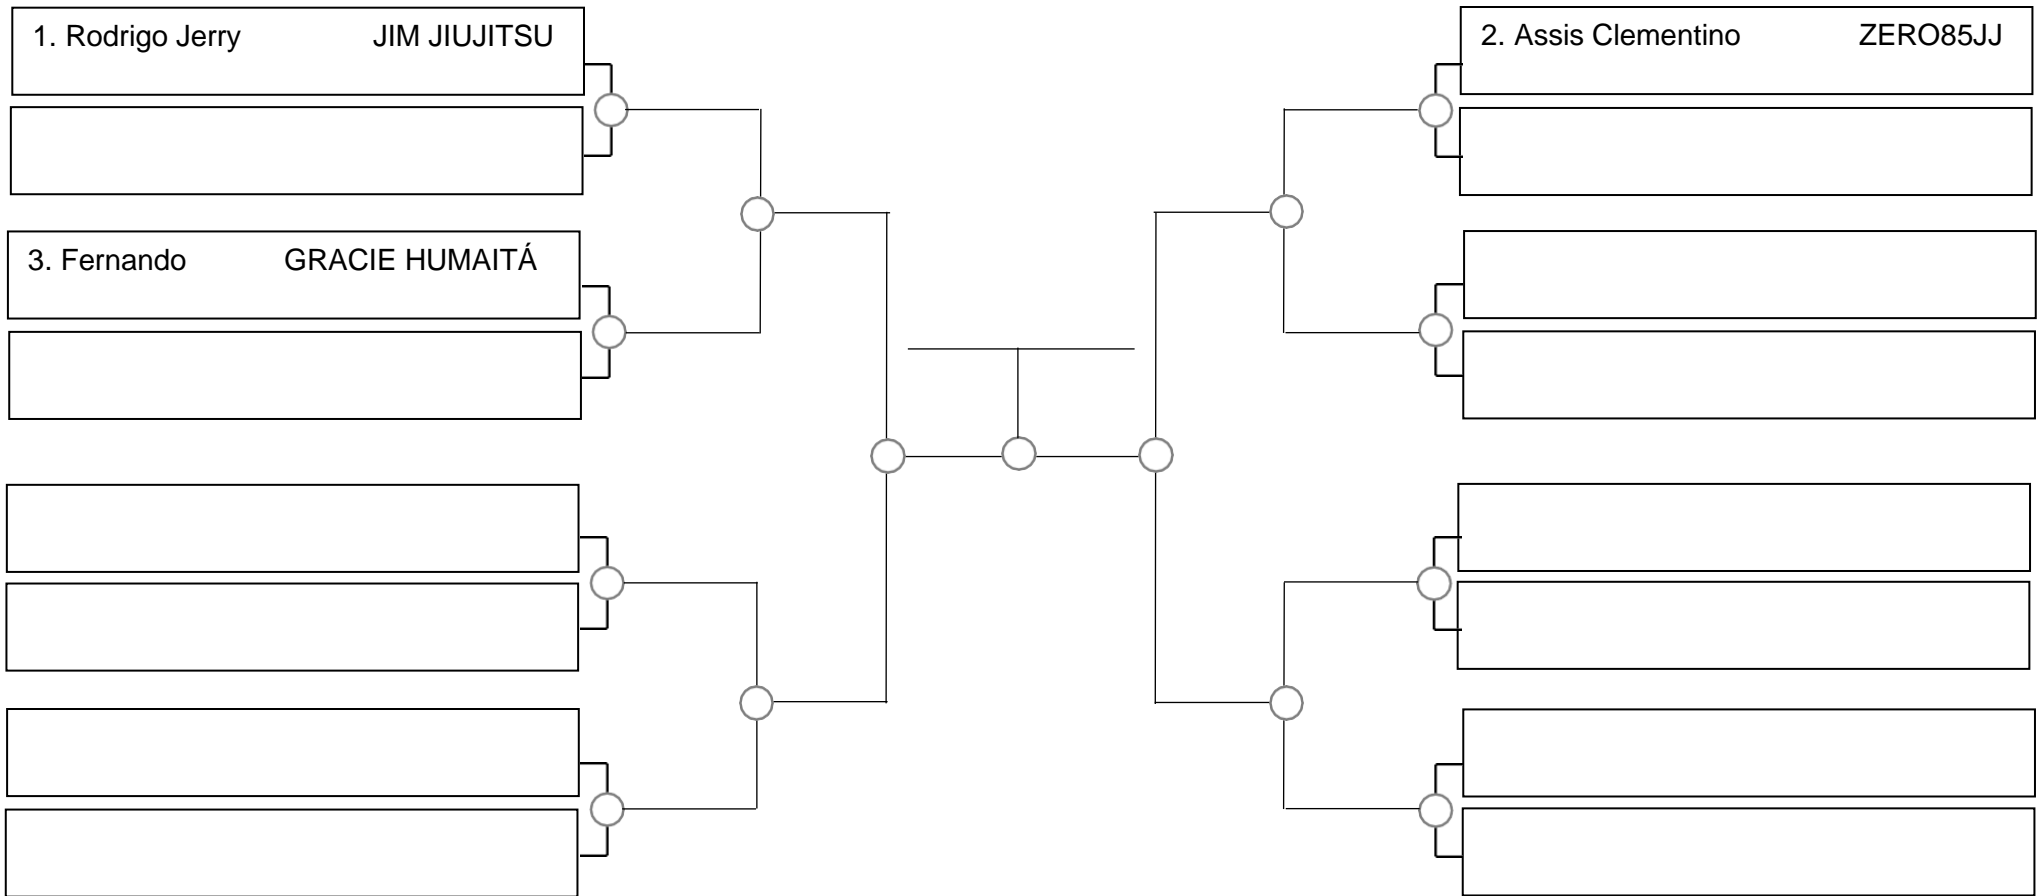 1. Rodrigo Jerry JIM JIUJITSU
2. Assis Clementino ZERO85JJ
3. Fernando GRACIE HUMAITÁ